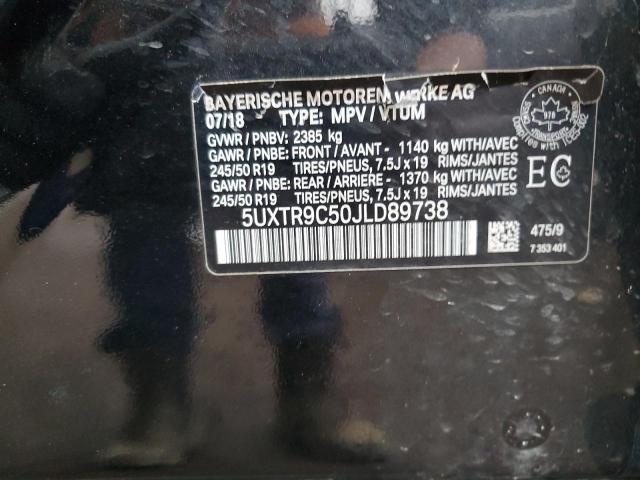 BAYERISCHE MOTOREN WERKE AG
07/18 TYPE: MPV / VTUM
GVWR / PNBV: 2385 kg
GAWR / PNBE: FRONT / AVANT - 1140 kg WITH/AVEC
245/50 R19 TIRES/PNEUS, 7.5J x 19 RIMS/JANTES
GAWR / PNBE: REAR / ARRIERE - 1370 kg WITH/AVEC
245/50 R19 TIRES/PNEUS, 7.5J x 19 RIMS/JANTES
5UXTR9C50JLD89738
475/9
7 353 401
CANADA
978
TRANSPORT
EC